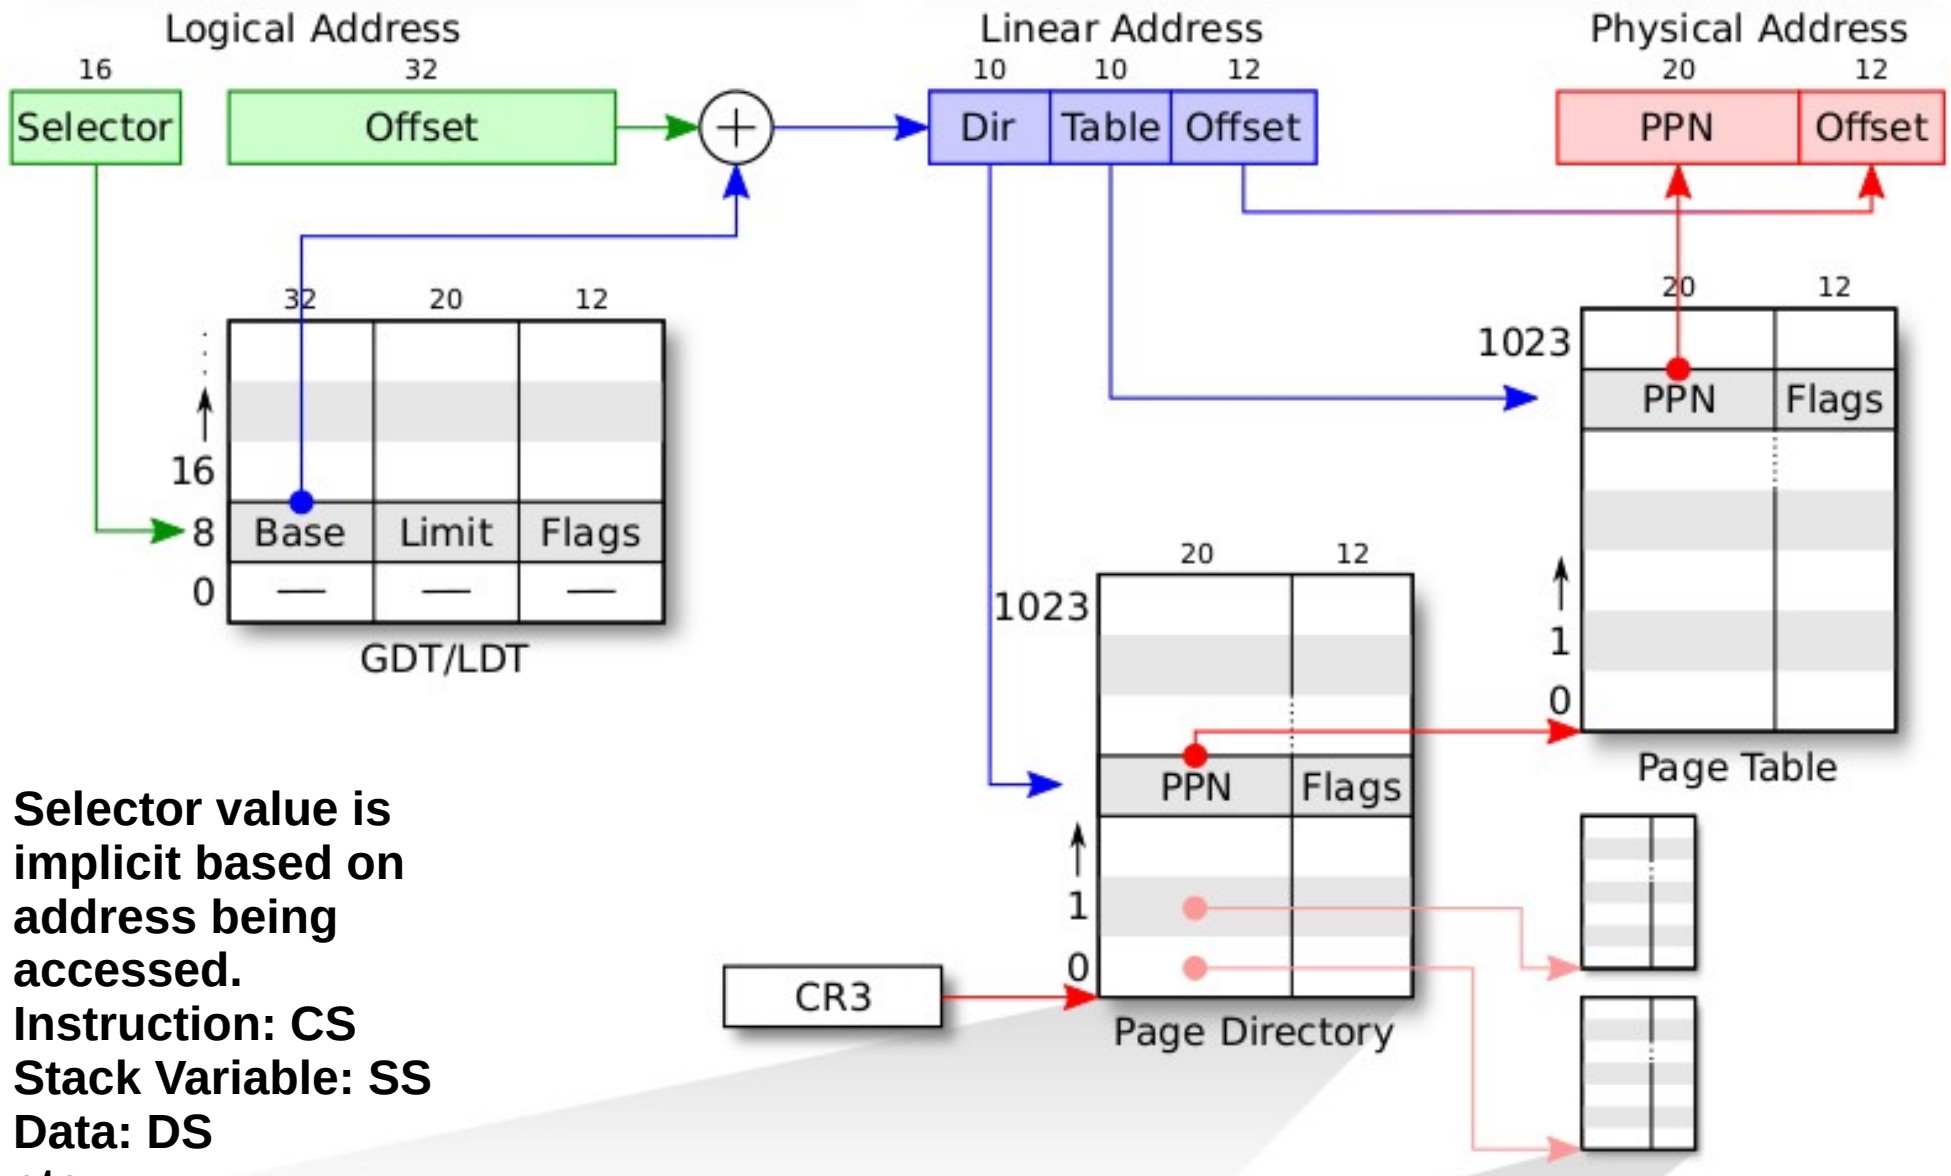 Logical Address
Linear Address
Physical Address
16
32
10
10
12
20
12
Selector
Offset
+
Dir
Table
Offset
PPN
Offset
32
20
12
16
8
Base
Limit
Flags
0
GDT/LDT
20
12
1023
PPN
Flags
1
0
Page Table
20
12
1023
PPN
Flags
1
0
Page Directory
CR3
Selector value is
implicit based on
address being
accessed.
Instruction: CS
Stack Variable: SS
Data: DS